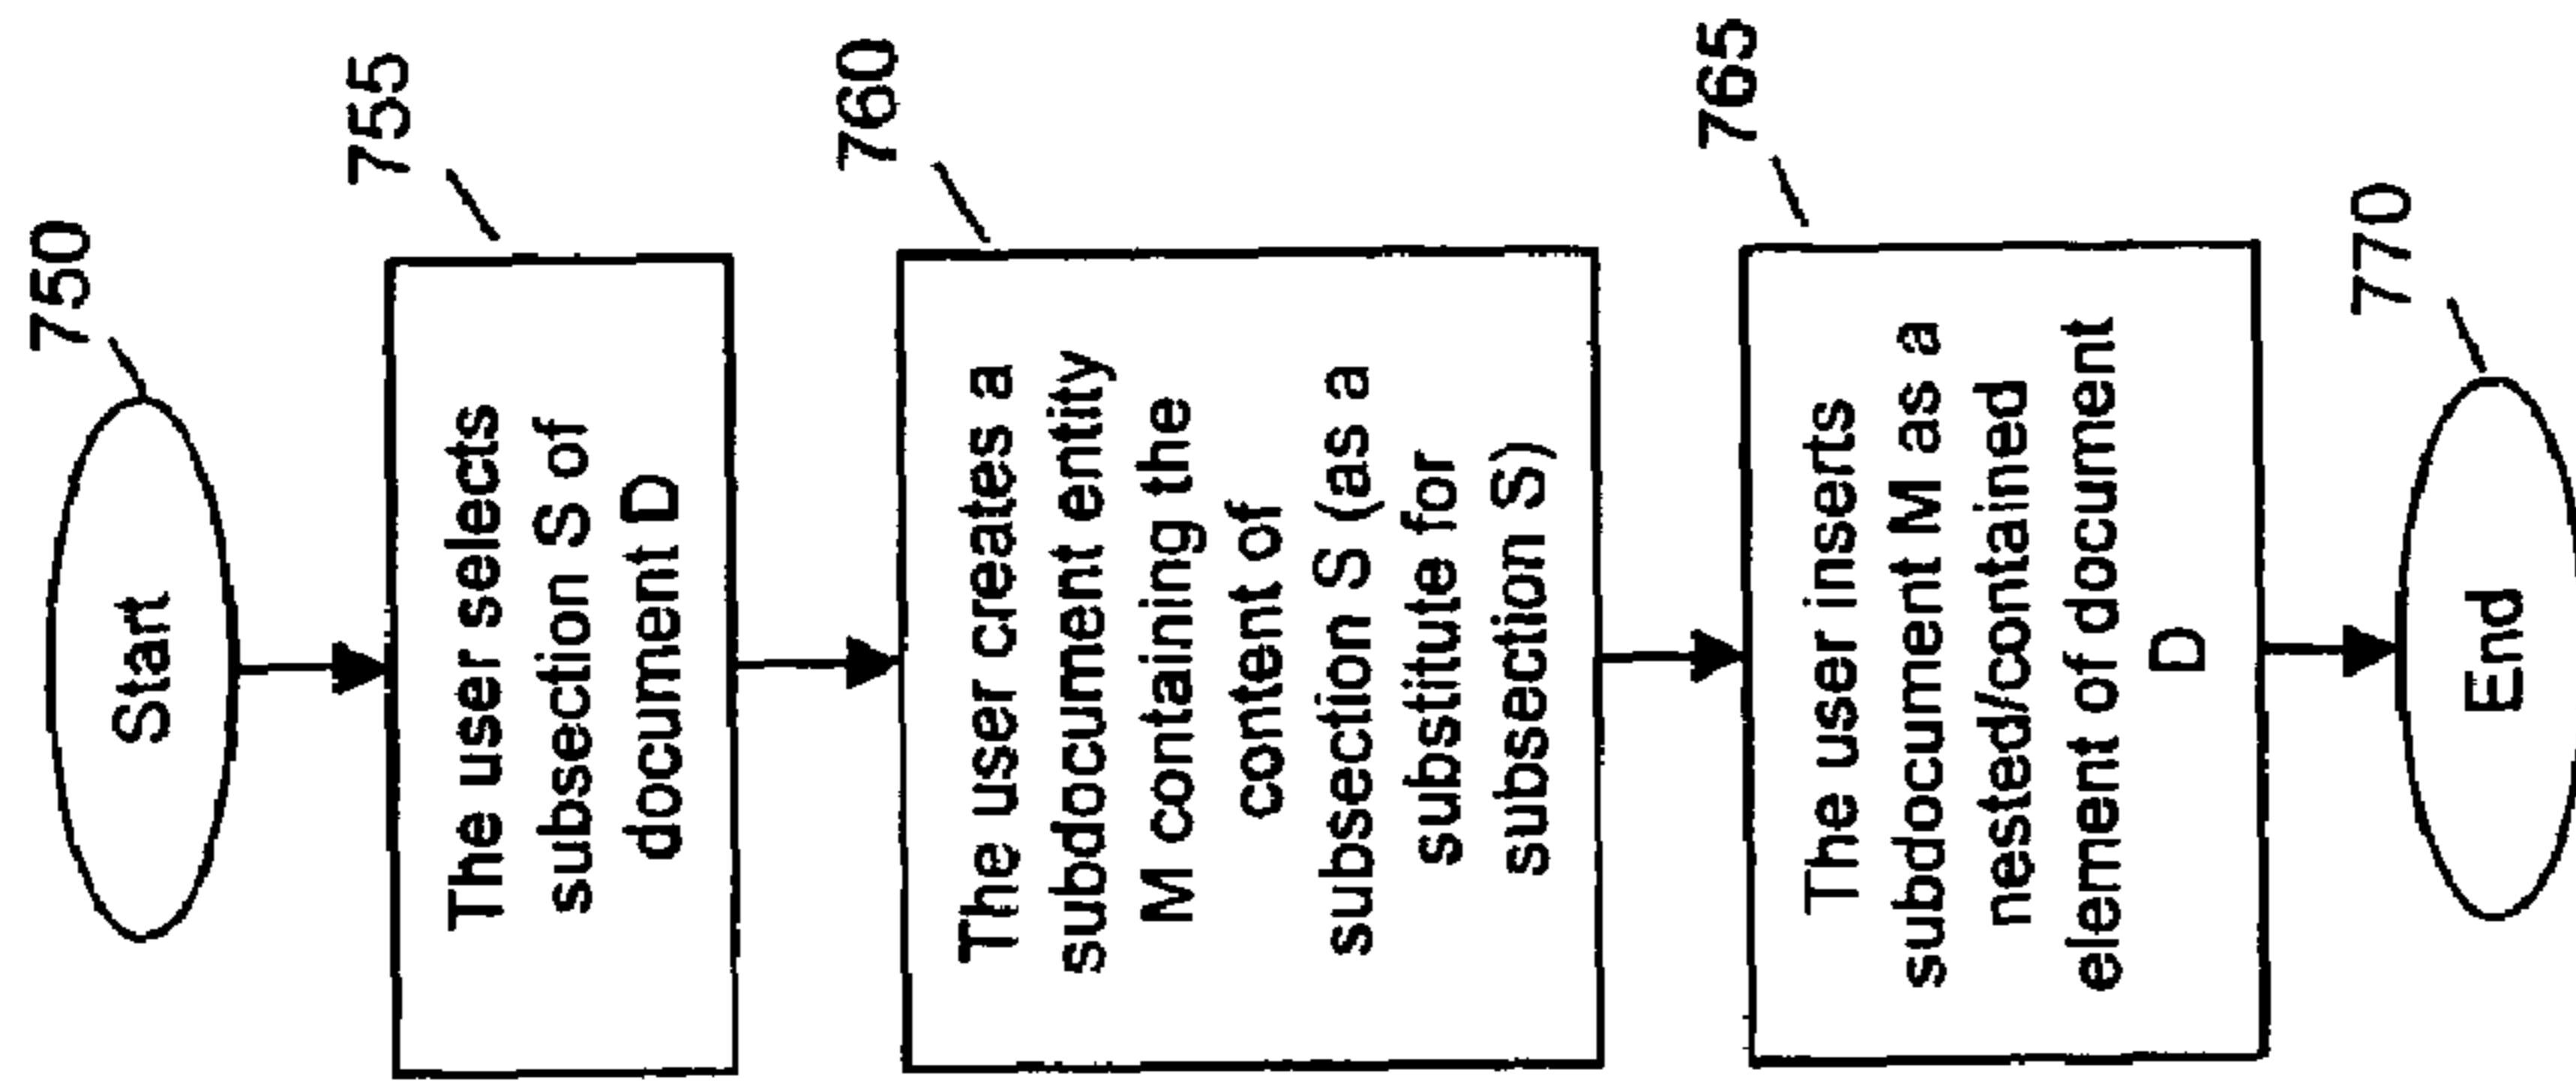 750
Start
755
The user selects
subsection S of
document D
760
The user creates a
subdocument entity
M containing the
content of
subsection S (as a
substitute for
subsection S)
765
The user inserts
subdocument M as a
nested/contained
element of document
D
770
End